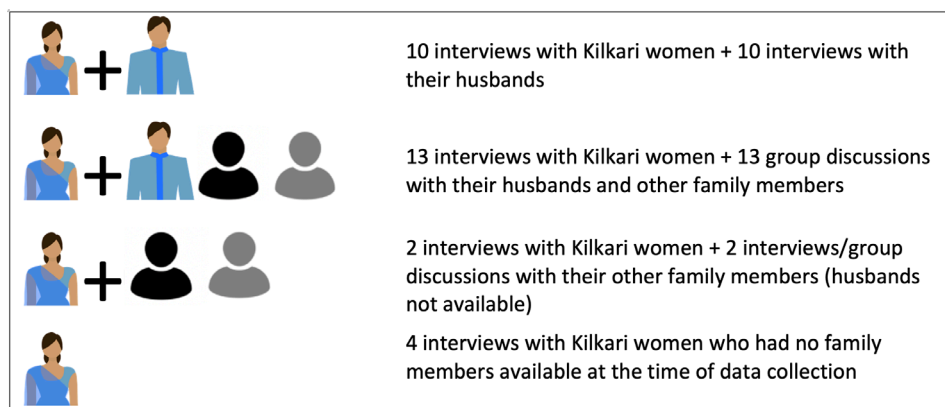 10 interviews with Kilkari women + 10 interviews with
their husbands
13 interviews with Kilkari women + 13 group discussions
with their husbands and other family members
2 interviews with Kilkari women + 2 interviews/group
discussions with their other family members (husbands
not available)
4 interviews with Kilkari women who had no family
members available at the time of data collection